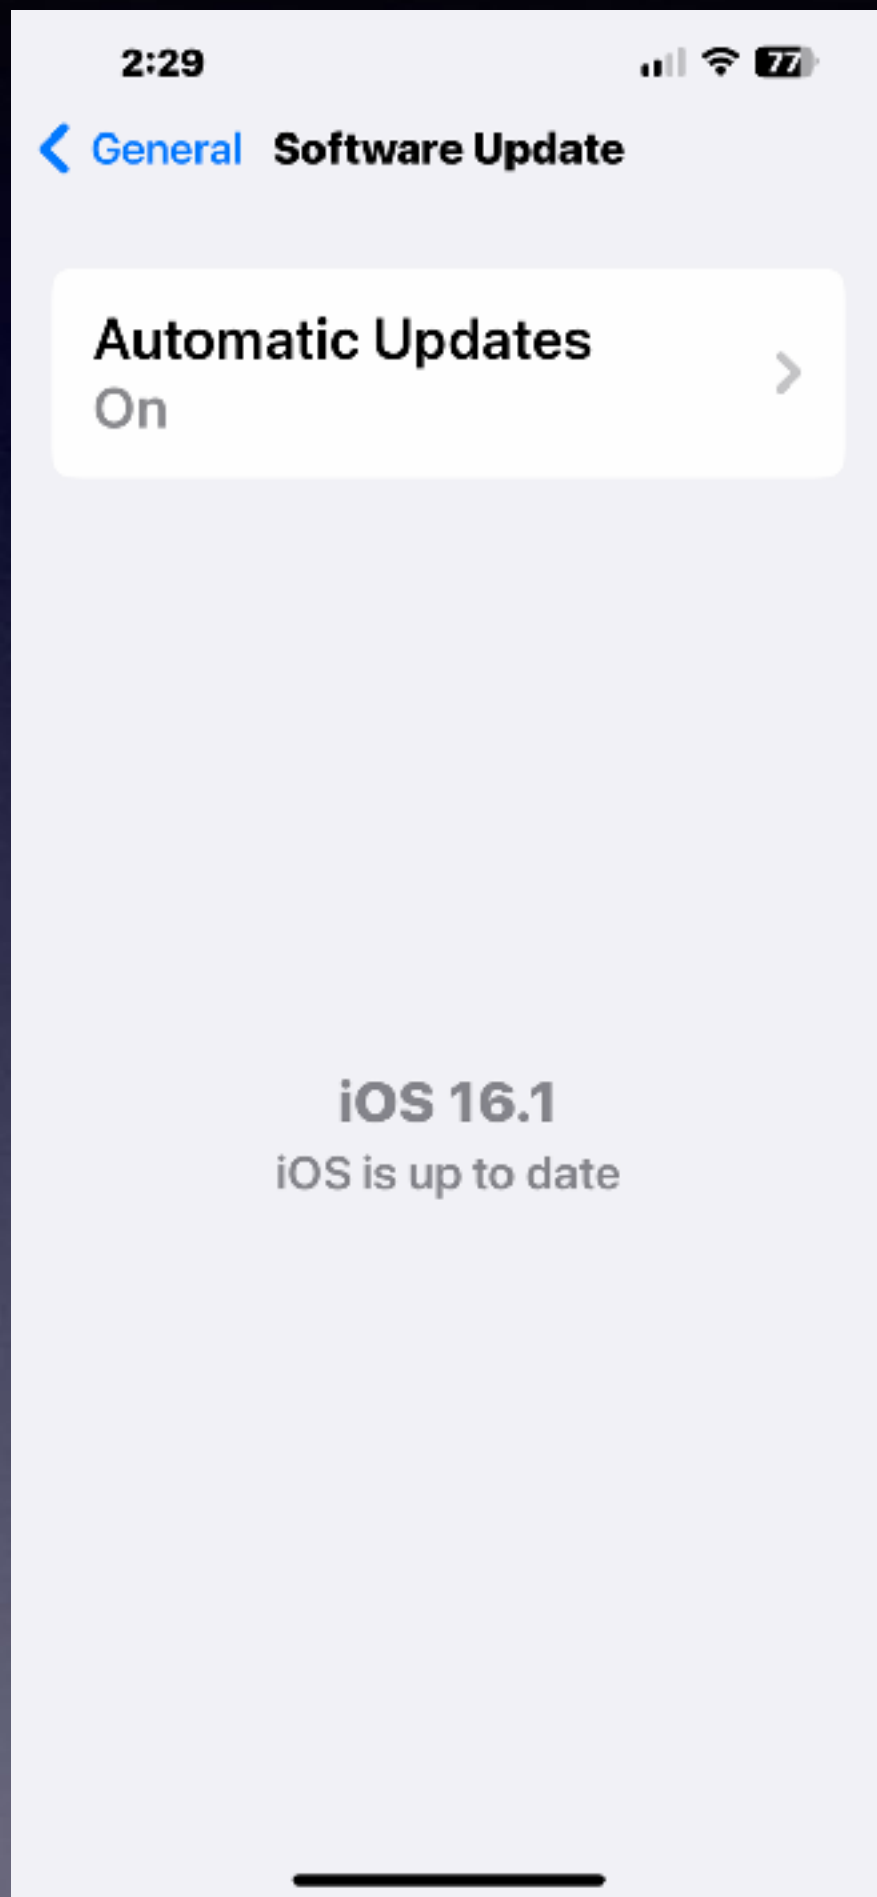 2:29
77
General Software Update
Automatic Updates
On
iOS 16.1
iOS is up to date